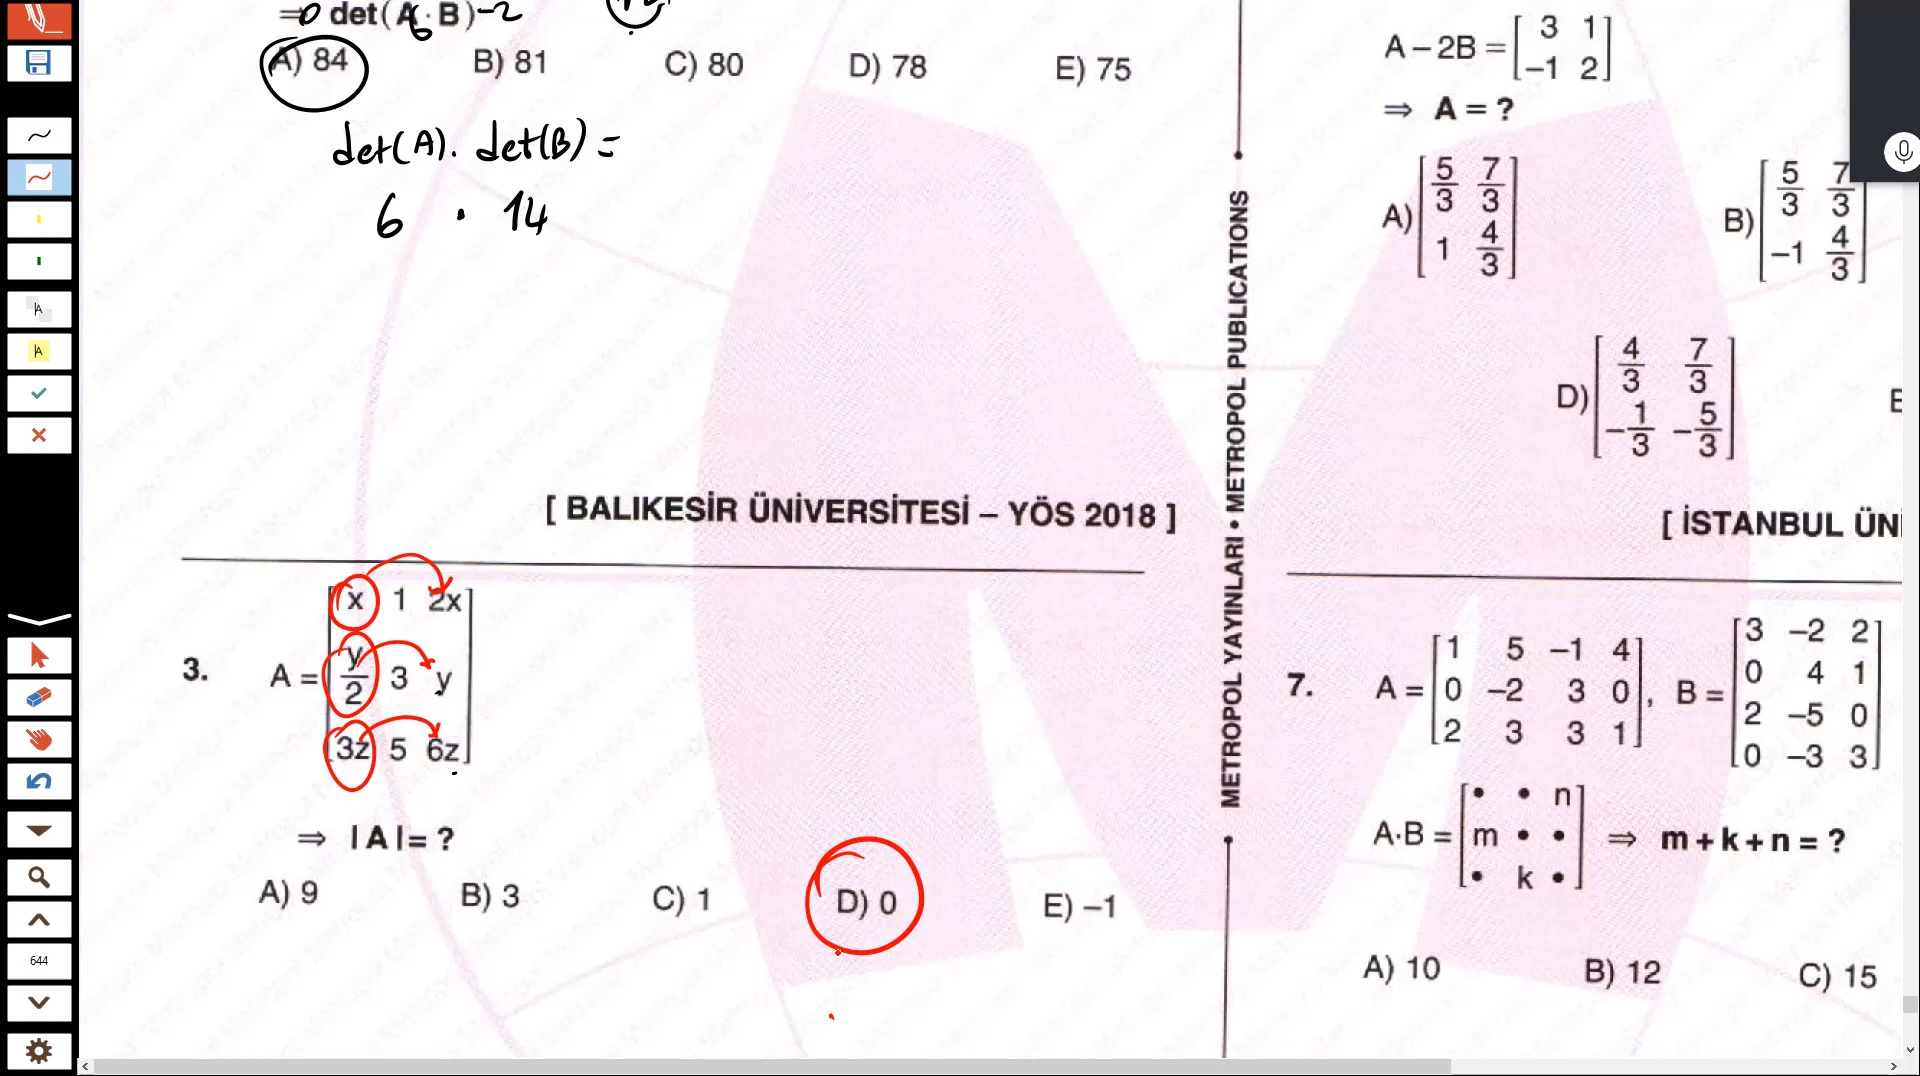 ⇒ det(A·B)
0 6 -2
A) 84 B) 81 C) 80 D) 78 E) 75
det(A). det(B) =
6 . 14
[ BALIKESİR ÜNİVERSİTESİ – YÖS 2018 ]
3. A = [x 1 2x
y/2 3 y
3z 5 6z]
⇒ |A| = ?
A) 9 B) 3 C) 1 D) 0 E) –1
METROPOL YAYINLARI • METROPOL PUBLICATIONS
A – 2B = [3 1
–1 2]
⇒ A = ?
A) [5/3 7/3
1 4/3]
B) [5/3 7/3
–1 4/3]
D) [4/3 7/3
–1/3 –5/3]
[ İSTANBUL ÜN
7. A = [1 5 –1 4
0 –2 3 0
2 3 3 1], B = [3 –2 2
0 4 1
2 –5 0
0 –3 3]
A·B = [• • n
m • •
• k •] ⇒ m + k + n = ?
A) 10 B) 12 C) 15
644